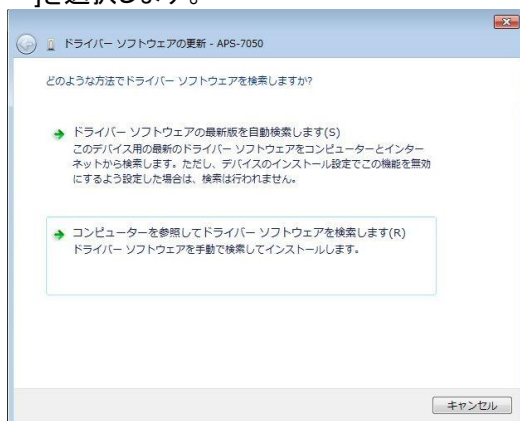 ]を選択します。
ドライバー ソフトウェアの更新 - APS-7050
どのような方法でドライバー ソフトウェアを検索しますか?
ドライバー ソフトウェアの最新版を自動検索します(S)
このデバイス用の最新のドライバー ソフトウェアをコンピューターとインター
ネットから検索します。ただし、デバイスのインストール設定でこの機能を無効
にするよう設定した場合は、検索は行われません。
コンピューターを参照してドライバー ソフトウェアを検索します(R)
ドライバー ソフトウェアを手動で検索してインストールします。
キャンセル